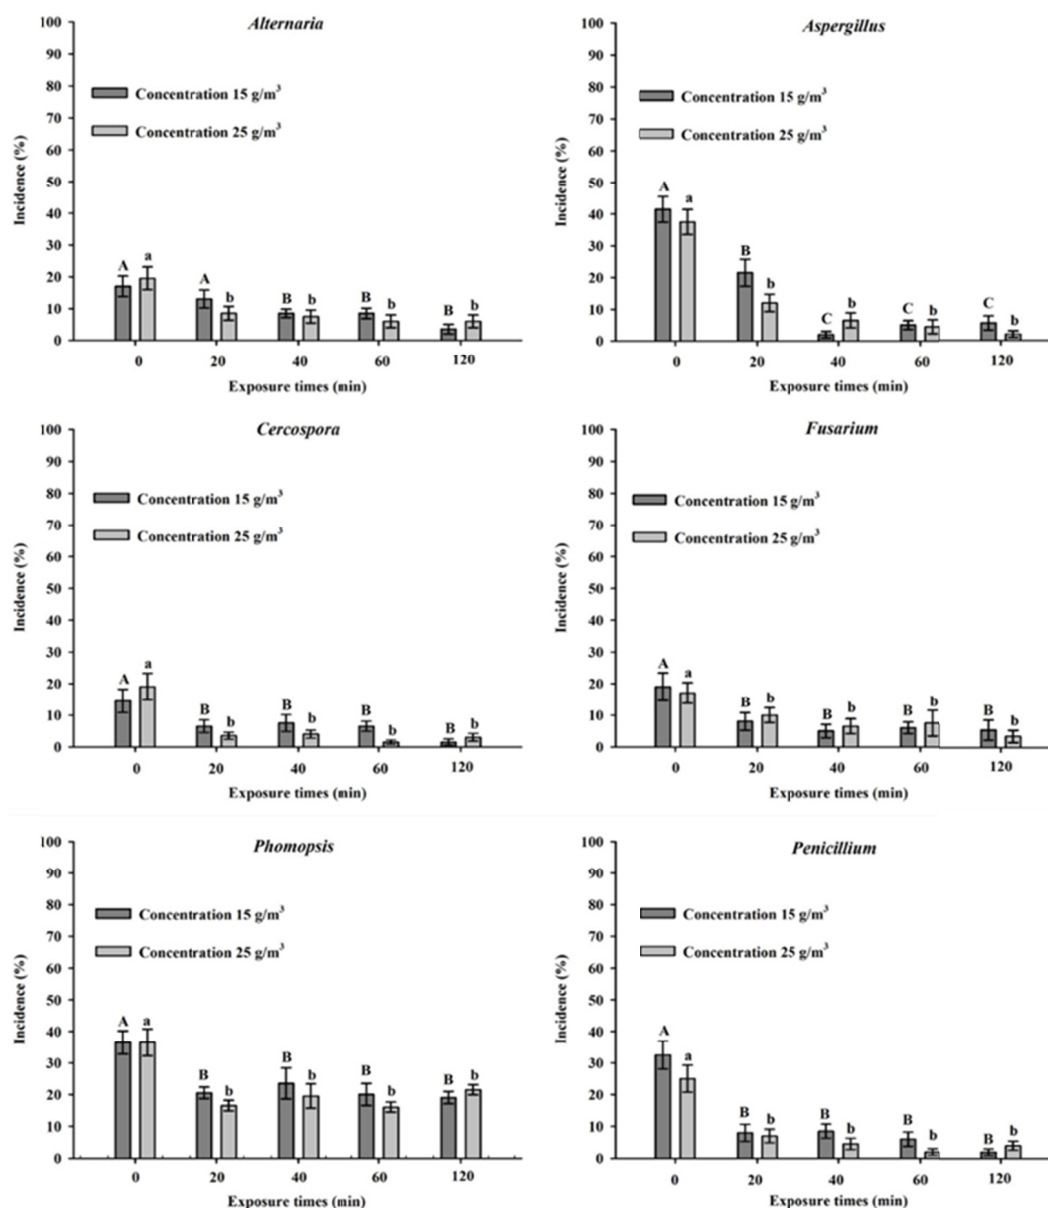 Alternaria
100
90
80
70
60
50
40
30
20
10
0
Incidence (%)
Concentration 15 g/m³
Concentration 25 g/m³
A a A b B b B b B b
0 20 40 60 120
Exposure times (min)
Aspergillus
100
90
80
70
60
50
40
30
20
10
0
Incidence (%)
Concentration 15 g/m³
Concentration 25 g/m³
A a B b C b C b C b
0 20 40 60 120
Exposure times (min)
Cercospora
100
90
80
70
60
50
40
30
20
10
0
Incidence (%)
Concentration 15 g/m³
Concentration 25 g/m³
A a B b B b B b B b
0 20 40 60 120
Exposure times (min)
Fusarium
100
90
80
70
60
50
40
30
20
10
0
Incidence (%)
Concentration 15 g/m³
Concentration 25 g/m³
A a B b B b B b B b
0 20 40 60 120
Exposure times (min)
Phomopsis
100
90
80
70
60
50
40
30
20
10
0
Incidence (%)
Concentration 15 g/m³
Concentration 25 g/m³
A a B b B b B b B b
0 20 40 60 120
Exposure times (min)
Penicillium
100
90
80
70
60
50
40
30
20
10
0
Incidence (%)
Concentration 15 g/m³
Concentration 25 g/m³
A a B b B b B b B b
0 20 40 60 120
Exposure times (min)